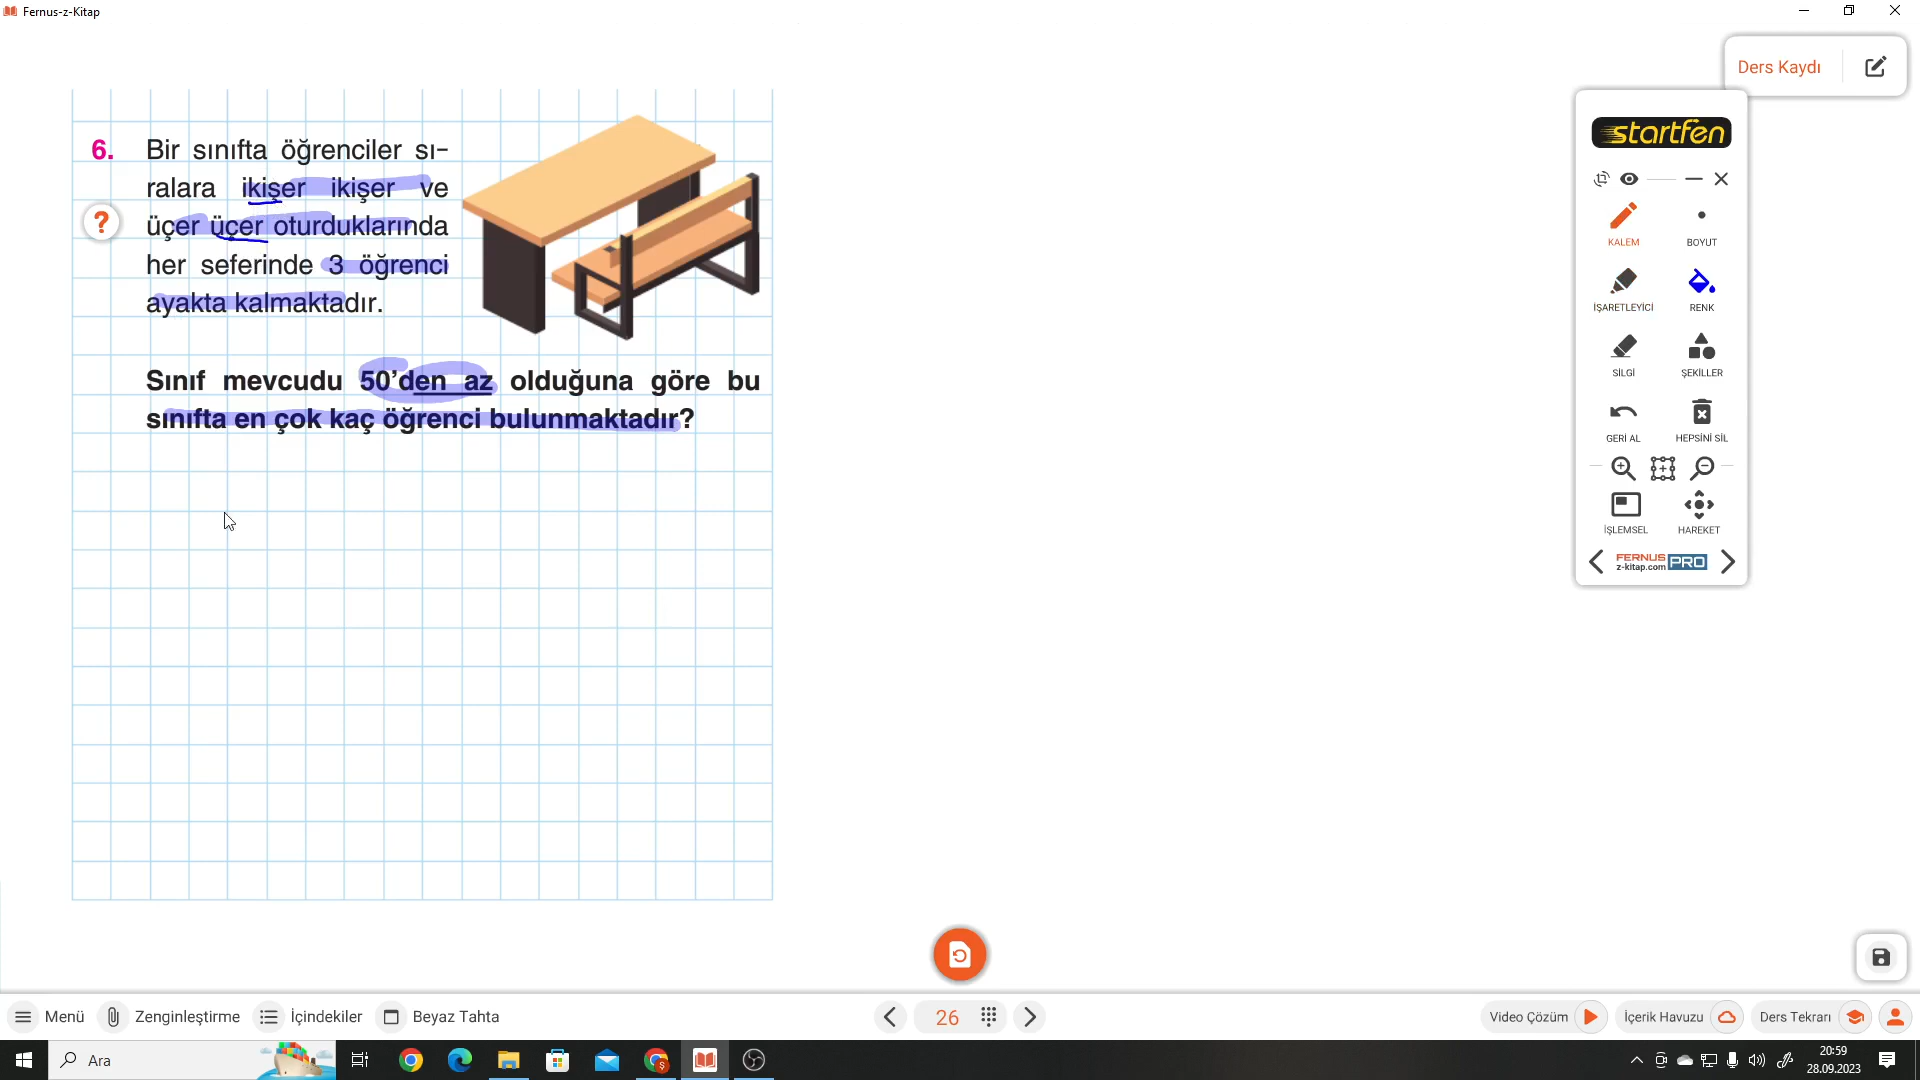 Fernus-z-Kitap
Ders Kaydı
startfen
KALEM
BOYUT
İŞARETLEYİCİ
RENK
SİLGİ
ŞEKİLLER
GERİ AL
HEPSİNİ SİL
İŞLEMSEL
HAREKET
FERNUS
z-kitap.com PRO
6. Bir sınıfta öğrenciler sı-
ralara ikişer ikişer ve
? üçer üçer oturduklarında
her seferinde 3 öğrenci
ayakta kalmaktadır.
Sınıf mevcudu 50'den az olduğuna göre bu
sınıfta en çok kaç öğrenci bulunmaktadır?
Menü Zenginleştirme İçindekiler Beyaz Tahta 26 Video Çözüm İçerik Havuzu Ders Tekrarı
Ara
20:59
28.09.2023